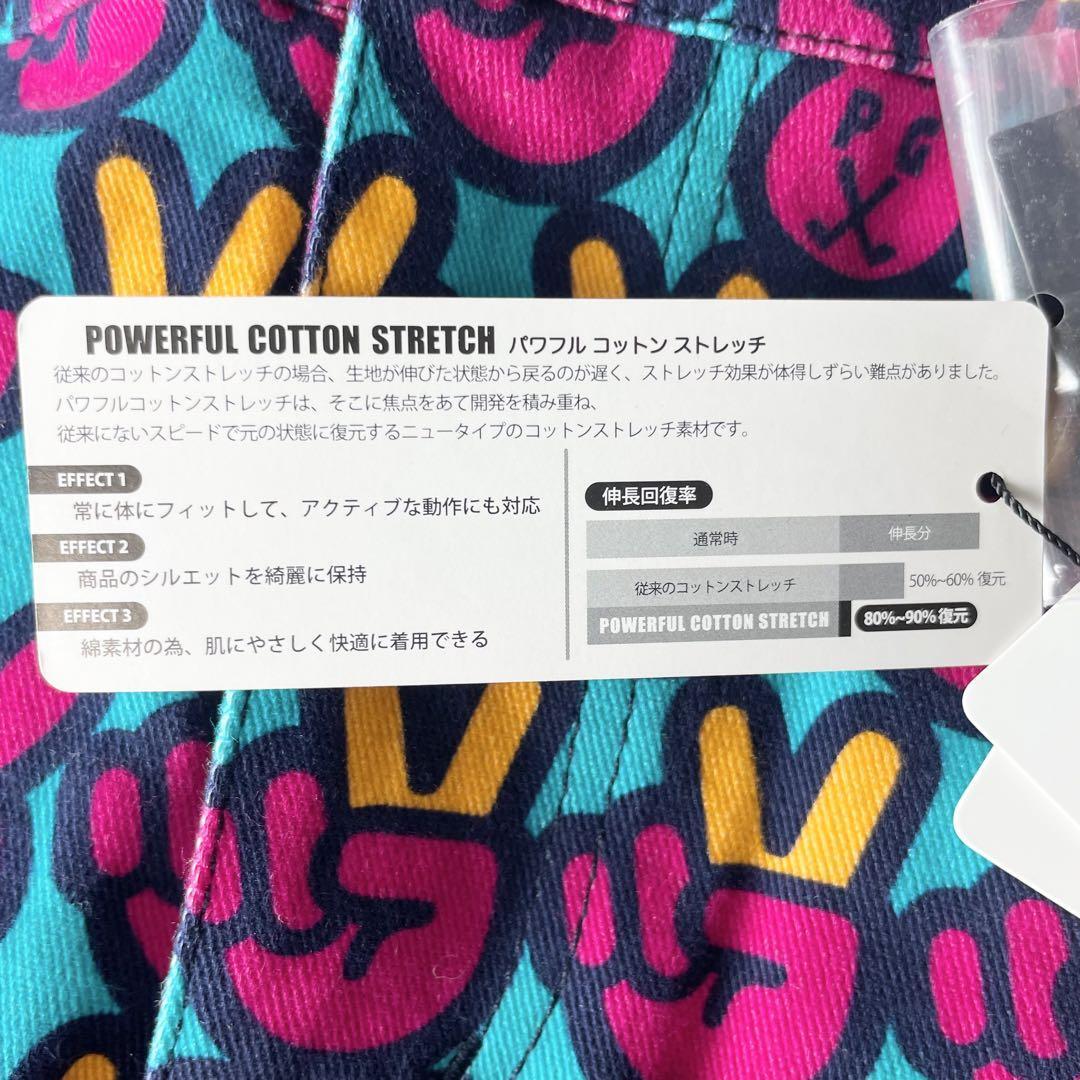 PG
POWERFUL COTTON STRETCH パワフル コットン ストレッチ
従来のコットンストレッチの場合、生地が伸びた状態から戻るのが遅く、ストレッチ効果が体得しずらい難点がありました。
パワフルコットンストレッチは、そこに焦点をあて開発を積み重ね、
従来にないスピードで元の状態に復元するニュータイプのコットンストレッチ素材です。
EFFECT 1
常に体にフィットして、アクティブな動作にも対応
EFFECT 2
商品のシルエットを綺麗に保持
EFFECT 3
綿素材の為、肌にやさしく快適に着用できる
伸長回復率
通常時 伸長分
従来のコットンストレッチ 50%~60% 復元
POWERFUL COTTON STRETCH 80%~90% 復元